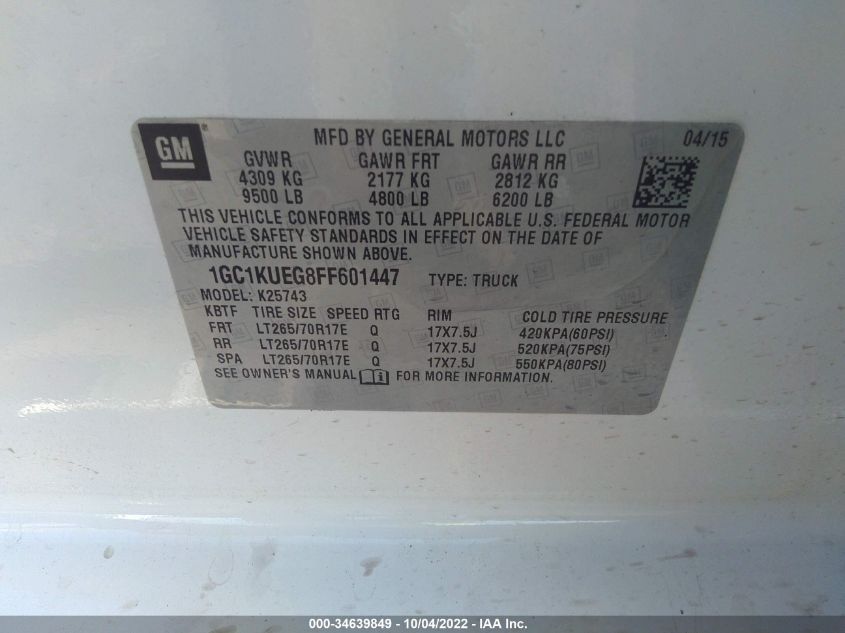 GM
MFD BY GENERAL MOTORS LLC 04/15
GVWR GAWR FRT GAWR RR
4309 KG 2177 KG 2812 KG
9500 LB 4800 LB 6200 LB
THIS VEHICLE CONFORMS TO ALL APPLICABLE U.S. FEDERAL MOTOR
VEHICLE SAFETY STANDARDS IN EFFECT ON THE DATE OF
MANUFACTURE SHOWN ABOVE.
1GC1KUEG8FF601447 TYPE: TRUCK
MODEL: K25743
KBTF TIRE SIZE SPEED RTG RIM COLD TIRE PRESSURE
FRT LT265/70R17E Q 17X7.5J 420KPA(60PSI)
RR LT265/70R17E Q 17X7.5J 520KPA(75PSI)
SPA LT265/70R17E Q 17X7.5J 550KPA(80PSI)
SEE OWNER'S MANUAL FOR MORE INFORMATION.
000-34639849 - 10/04/2022 - IAA Inc.